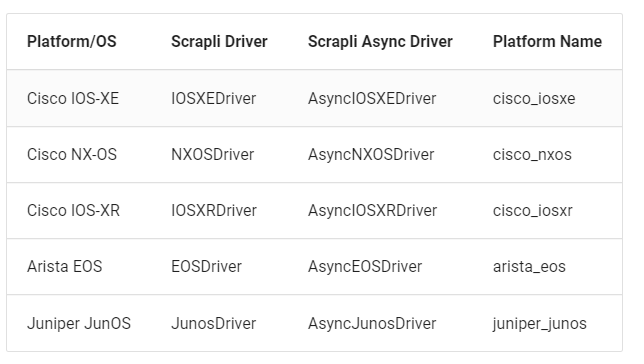 Platform/OS Scrapli Driver Scrapli Async Driver Platform Name
Cisco IOS-XE IOSXEDriver AsyncIOSXEDriver cisco_iosxe
Cisco NX-OS NXOSDriver AsyncNXOSDriver cisco_nxos
Cisco IOS-XR IOSXRDriver AsyncIOSXRDriver cisco_iosxr
Arista EOS EOSDriver AsyncEOSDriver arista_eos
Juniper JunOS JunosDriver AsyncJunosDriver juniper_junos